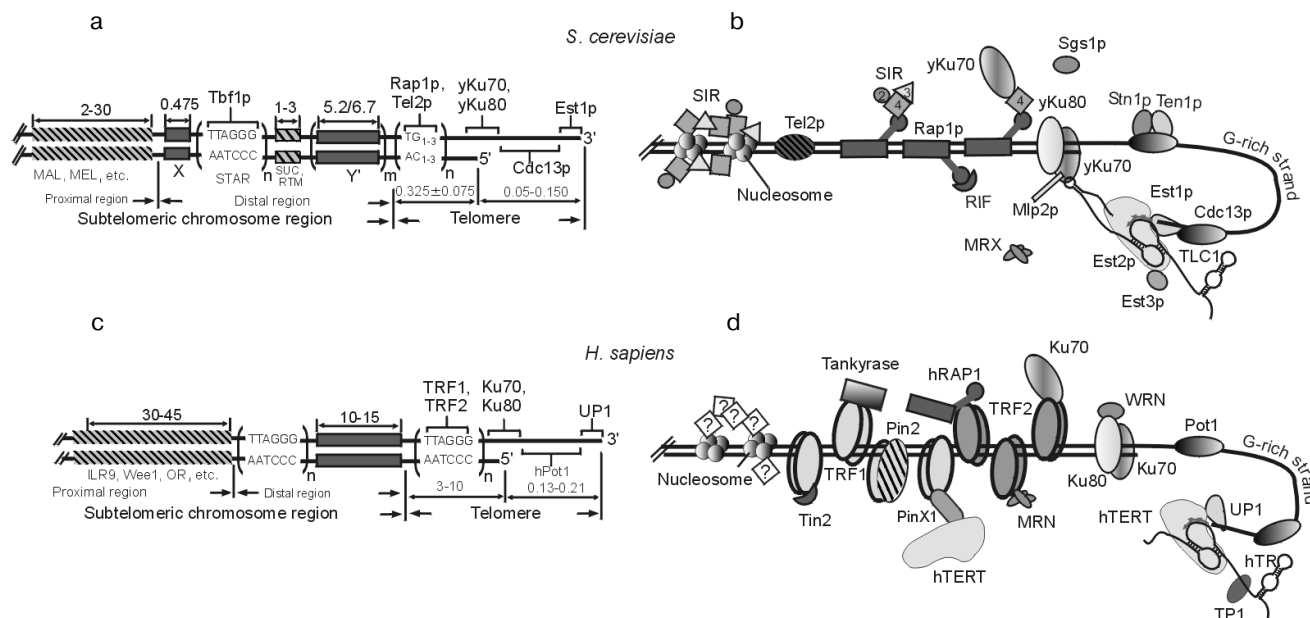 a
S. cerevisiae
b
2-30
0.475
Tbf1p
1-3
5.2/6.7
Rap1p,
Tel2p
yKu70,
yKu80
Est1p
TTAGGG
TG1–3
3'
AATCCC
AC1–3
5'
Cdc13p
MAL, MEL, etc.
X
STAR
n
SUC,
RTM
Y'
m
n
0.325±0.075
0.05-0.150
Proximal region
Distal region
Subtelomeric chromosome region
Telomere
SIR
Nucleosome
Tel2p
SIR
2
3
4
Rap1p
RIF
yKu70
4
Sgs1p
yKu80
yKu70
Stn1p
Ten1p
G-rich strand
Mlp2p
MRX
Est1p
Cdc13p
Est2p
TLC1
Est3p
c
H. sapiens
d
30-45
10-15
TRF1,
TRF2
Ku70,
Ku80
UP1
TTAGGG
TTAGGG
3'
AATCCC
AATCCC
5'
n
n
hPot1
ILR9, Wee1, OR, etc.
3-10
0.13-0.21
Proximal region
Distal region
Subtelomeric chromosome region
Telomere
?
?
?
?
?
Nucleosome
Tankyrase
TRF1
Tin2
Pin2
hRAP1
PinX1
hTERT
TRF2
MRN
Ku70
WRN
Ku80
Ku70
Pot1
G-rich strand
hTERT
UP1
hTR
TP1